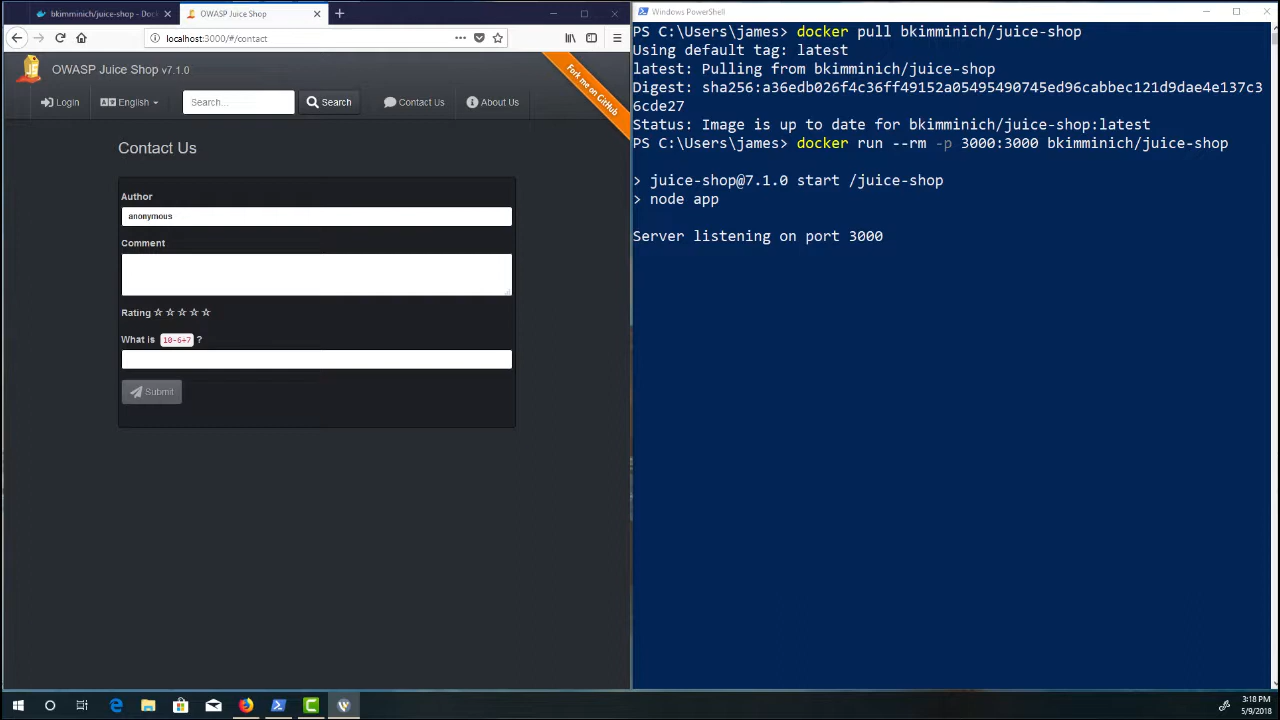 bkimminich/juice-shop - Dock
OWASP Juice Shop
localhost:3000/#/contact
OWASP Juice Shop v7.1.0
Fork me on GitHub
Login
English
Search...
Search
Contact Us
About Us
Contact Us
Author
anonymous
Comment
Rating
What is 10-6+7 ?
Submit
Windows PowerShell
PS C:\Users\james> docker pull bkimminich/juice-shop
Using default tag: latest
latest: Pulling from bkimminich/juice-shop
Digest: sha256:a36edb026f4c36ff49152a05495490745ed96cabbec121d9dae4e137c3
6cde27
Status: Image is up to date for bkimminich/juice-shop:latest
PS C:\Users\james> docker run --rm -p 3000:3000 bkimminich/juice-shop
> juice-shop@7.1.0 start /juice-shop
> node app
Server listening on port 3000
3:18 PM
5/9/2018